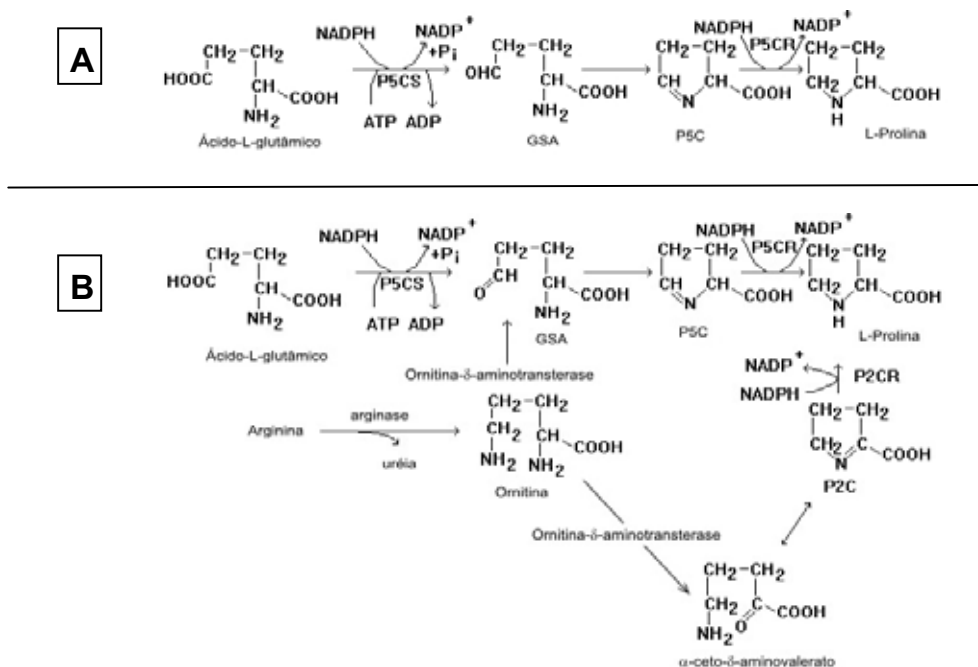 A
NADPH NADP+
+Pi
CH2-CH2
HOOC CH
COOH
NH2
P5CS
ATP ADP
Ácido-L-glutâmico
CH2-CH2
OHC CH
COOH
NH2
GSA
CH2-CH2
CH CH
N COOH
P5C
NADPH NADP+
P5CR
CH2-CH2
CH2 CH
N COOH
H
L-Prolina
B
NADPH NADP+
+Pi
CH2-CH2
HOOC CH
COOH
NH2
P5CS
ATP ADP
Ácido-L-glutâmico
CH2-CH2
CH CH
O COOH
NH2
GSA
CH2-CH2
CH CH
N COOH
P5C
NADPH NADP+
P5CR
CH2-CH2
CH2 CH
N COOH
H
L-Prolina
Ornitina-δ-aminotransterase
Arginina
arginase
uréia
CH2-CH2
CH2 CH
COOH
NH2 NH2
Ornitina
NADP+
NADPH
P2CR
CH2-CH2
CH2 C
N COOH
P2C
Ornitina-δ-aminotransterase
CH2-CH2
CH2 C
O COOH
NH2
α-ceto-δ-aminovalerato